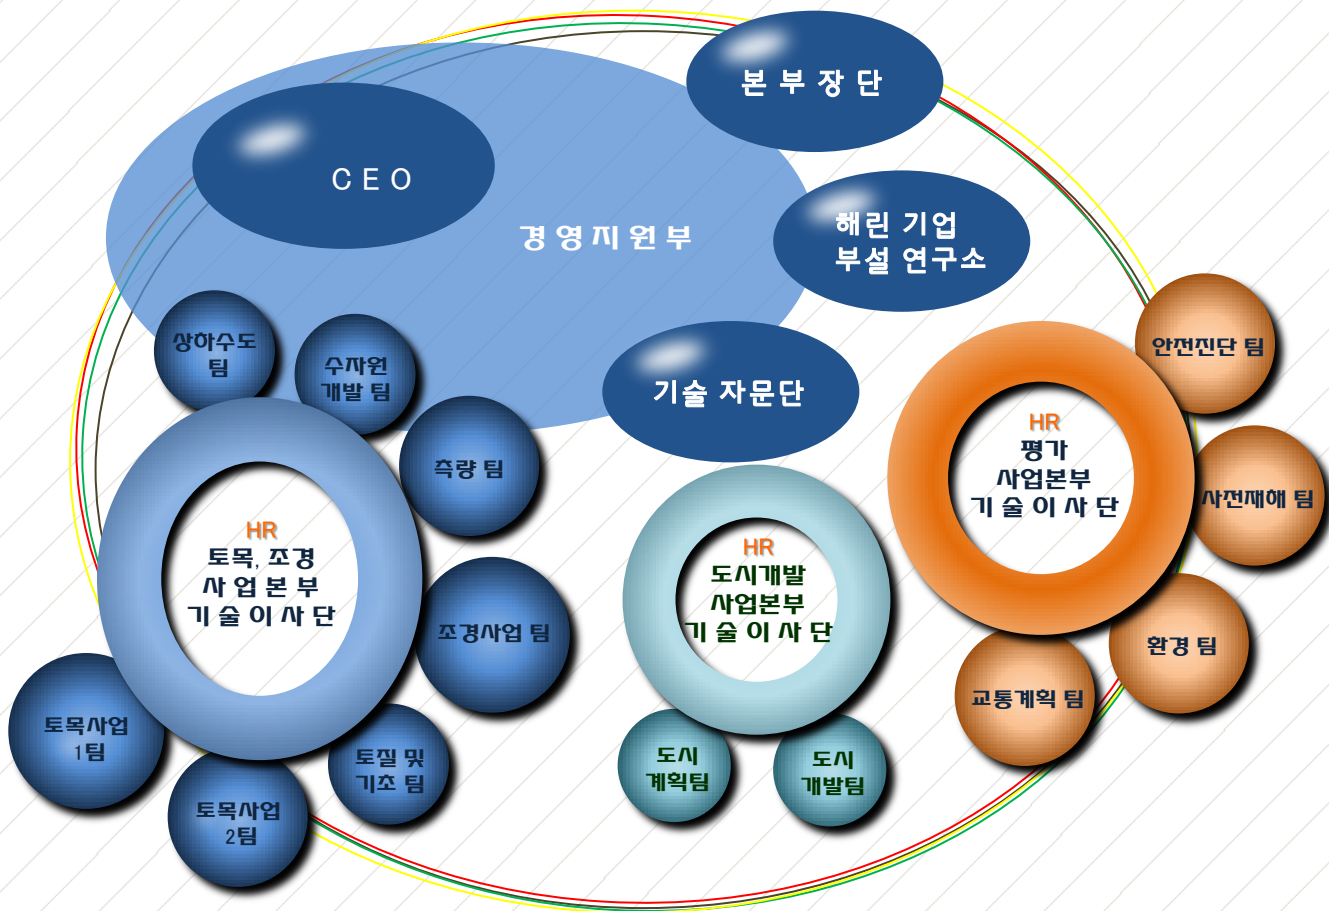 본 부 장 단
C E O
경 영 지 원 부
해린 기업
부설 연구소
기술 자문단
상하수도
팀
수자원
개발 팀
측량 팀
조경사업 팀
토질 및
기초 팀
토목사업
2팀
토목사업
1팀
HR
토목, 조경
사 업 본 부
기 술 이 사 단
HR
도시개발
사업본부
기 술 이 사 단
도시
계획팀
도시
개발팀
HR
평가
사업본부
기 술 이 사 단
안전진단 팀
사전재해 팀
환경 팀
교통계획 팀